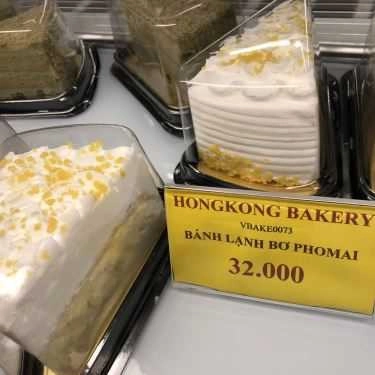 HONGKONG BAKERY
VBAKE0073
BÁNH LẠNH BƠ PHOMAI
32.000